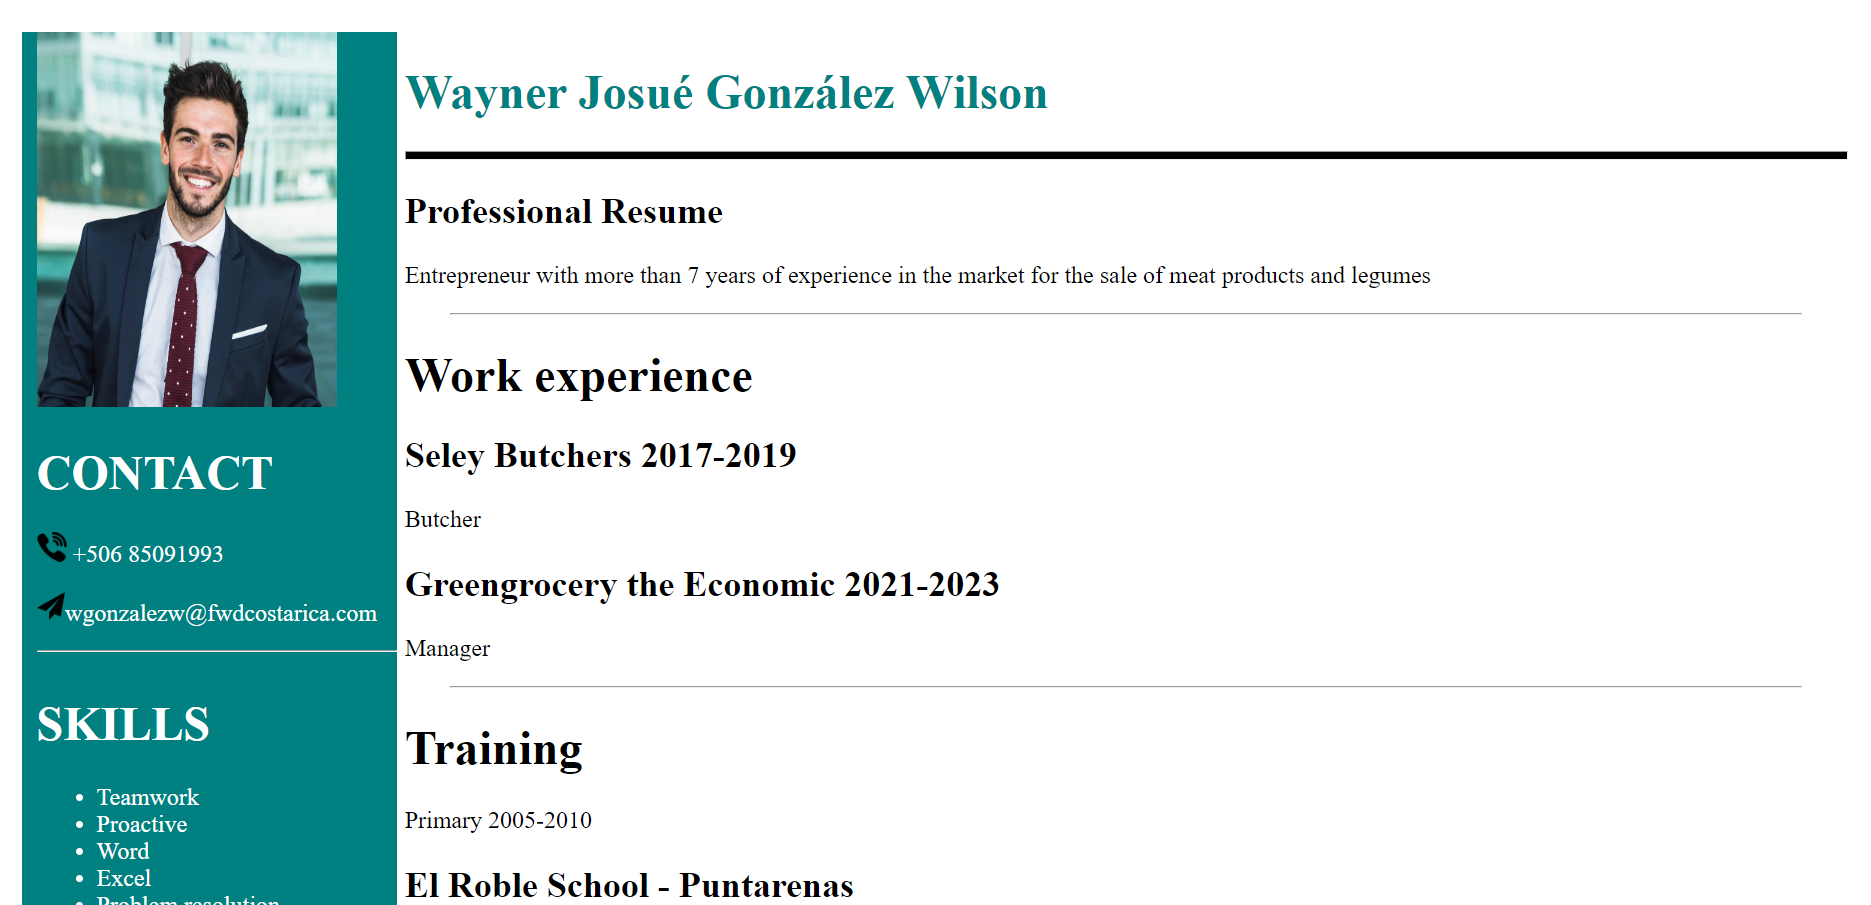 CONTACT
+506 85091993
wgonzalezw@fwdcostarica.com
SKILLS
Teamwork
Proactive
Word
Excel
Problem resolution
Wayner Josué González Wilson
Professional Resume
Entrepreneur with more than 7 years of experience in the market for the sale of meat products and legumes
Work experience
Seley Butchers 2017-2019
Butcher
Greengrocery the Economic 2021-2023
Manager
Training
Primary 2005-2010
El Roble School - Puntarenas